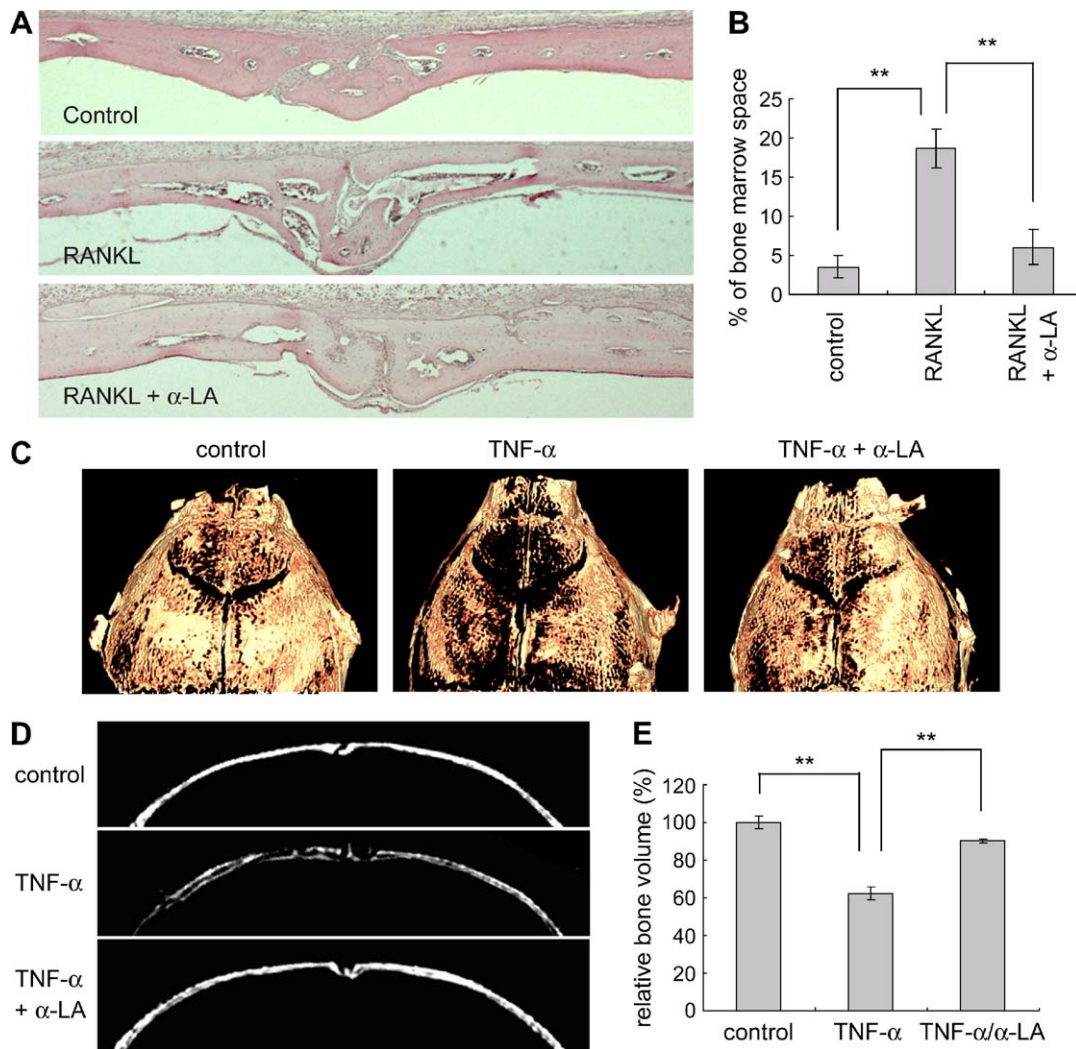 A
Control
RANKL
RANKL + α-LA
B
**
**
% of bone marrow space
25
20
15
10
5
0
control
RANKL
RANKL
+ α-LA
C
control
TNF-α
TNF-α + α-LA
D
control
TNF-α
TNF-α
+ α-LA
E
**
**
relative bone volume (%)
120
100
80
60
40
20
0
control
TNF-α
TNF-α/α-LA